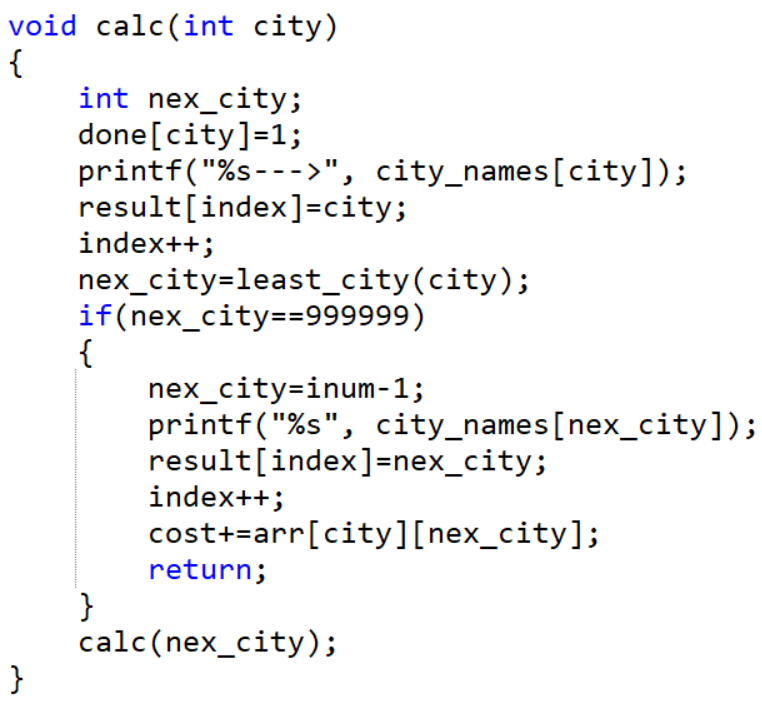 void calc(int city)
{
    int nex_city;
    done[city]=1;
    printf("%s--->", city_names[city]);
    result[index]=city;
    index++;
    nex_city=least_city(city);
    if(nex_city==999999)
    {
        nex_city=inum-1;
        printf("%s", city_names[nex_city]);
        result[index]=nex_city;
        index++;
        cost+=arr[city][nex_city];
        return;
    }
    calc(nex_city);
}